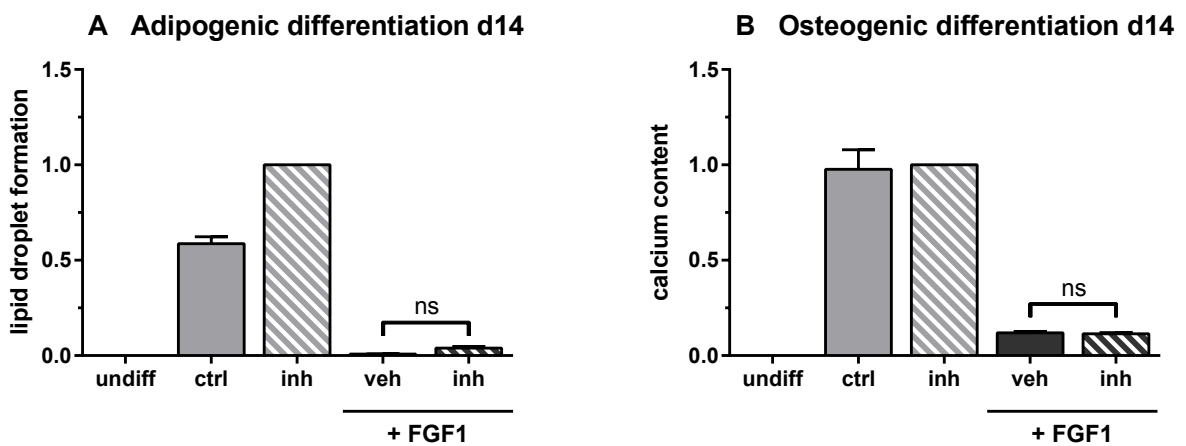 A Adipogenic differentiation d14
lipid droplet formation
1.5
1.0
0.5
0.0
ns
undiff ctrl inh veh inh
+ FGF1
B Osteogenic differentiation d14
calcium content
1.5
1.0
0.5
0.0
ns
undiff ctrl inh veh inh
+ FGF1